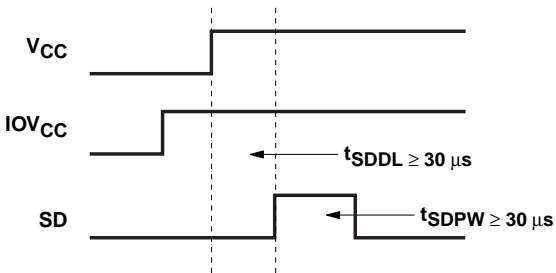 VCC
IOVCC
tSDDL ≥ 30 μs
SD
tSDPW ≥ 30 μs